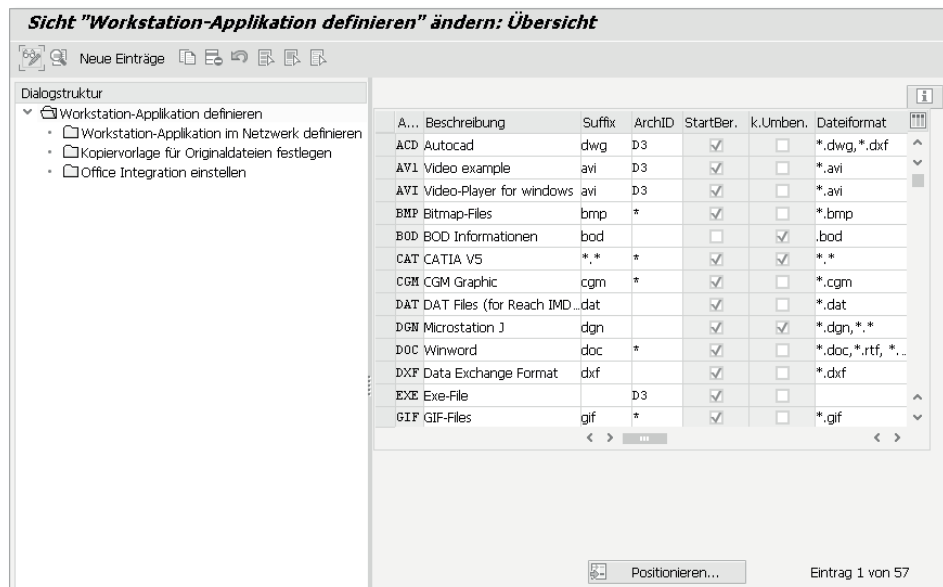 Sicht "Workstation-Applikation definieren" ändern: Übersicht
Neue Einträge
Dialogstruktur
Workstation-Applikation definieren
Workstation-Applikation im Netzwerk definieren
Kopiervorlage für Originaldateien festlegen
Office Integration einstellen
A... Beschreibung Suffix ArchID StartBer. k.Umben. Dateiformat
ACD Autocad dwg D3 *.dwg,*.dxf
AV1 Video example avi D3 *.avi
AVI Video-Player for windows avi D3 *.avi
BMP Bitmap-Files bmp * *.bmp
BOD BOD Informationen bod .bod
CAT CATIA V5 *.* * *.*
CGM CGM Graphic cgm * *.cgm
DAT DAT Files (for Reach IMD... dat *.dat
DGN Microstation J dgn *.dgn,*.*
DOC Winword doc * *.doc,*.rtf, *. ...
DXF Data Exchange Format dxf *.dxf
EXE Exe-File D3
GIF GIF-Files gif * *.gif
Positionieren... Eintrag 1 von 57